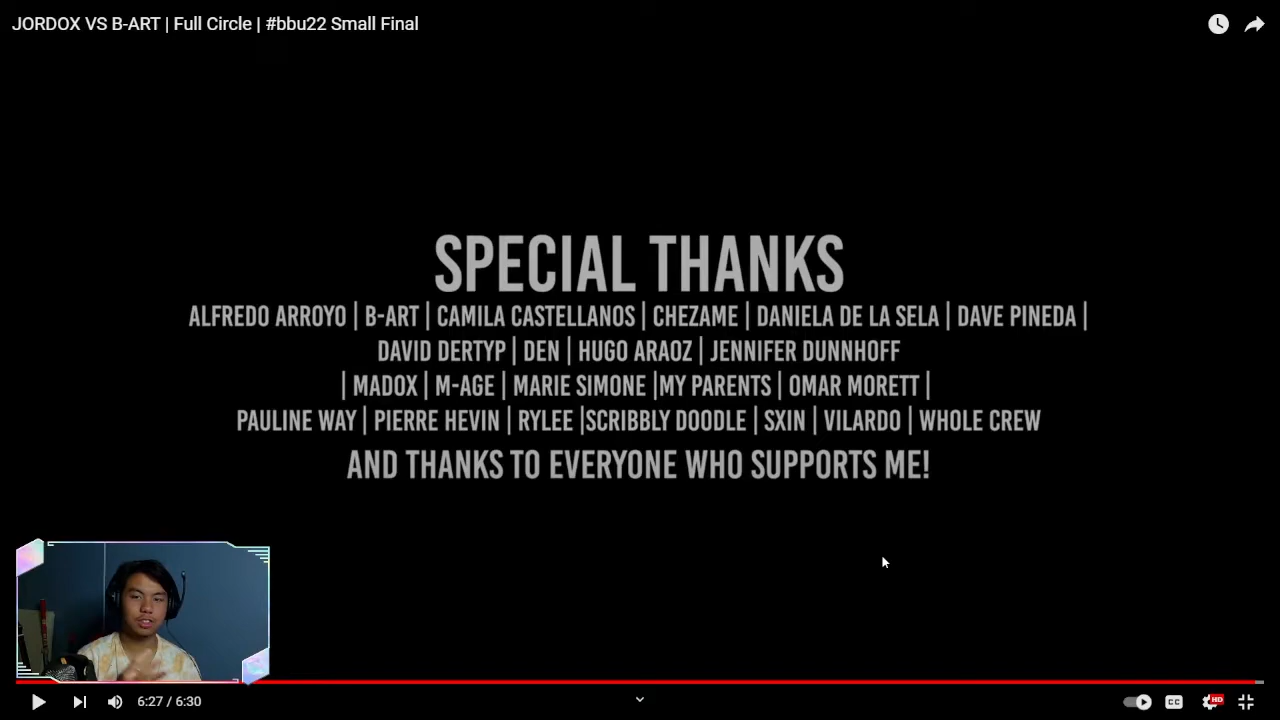 JORDOX VS B-ART | Full Circle | #bbu22 Small Final
SPECIAL THANKS
ALFREDO ARROYO | B-ART | CAMILA CASTELLANOS | CHEZAME | DANIELA DE LA SELA | DAVE PINEDA |
DAVID DERTYP | DEN | HUGO ARAOZ | JENNIFER DUNNHOFF
| MADOX | M-AGE | MARIE SIMONE |MY PARENTS | OMAR MORETT |
PAULINE WAY | PIERRE HEVIN | RYLEE |SCRIBBLY DOODLE | SXIN | VILARDO | WHOLE CREW
AND THANKS TO EVERYONE WHO SUPPORTS ME!
6:27 / 6:30
CC
HD